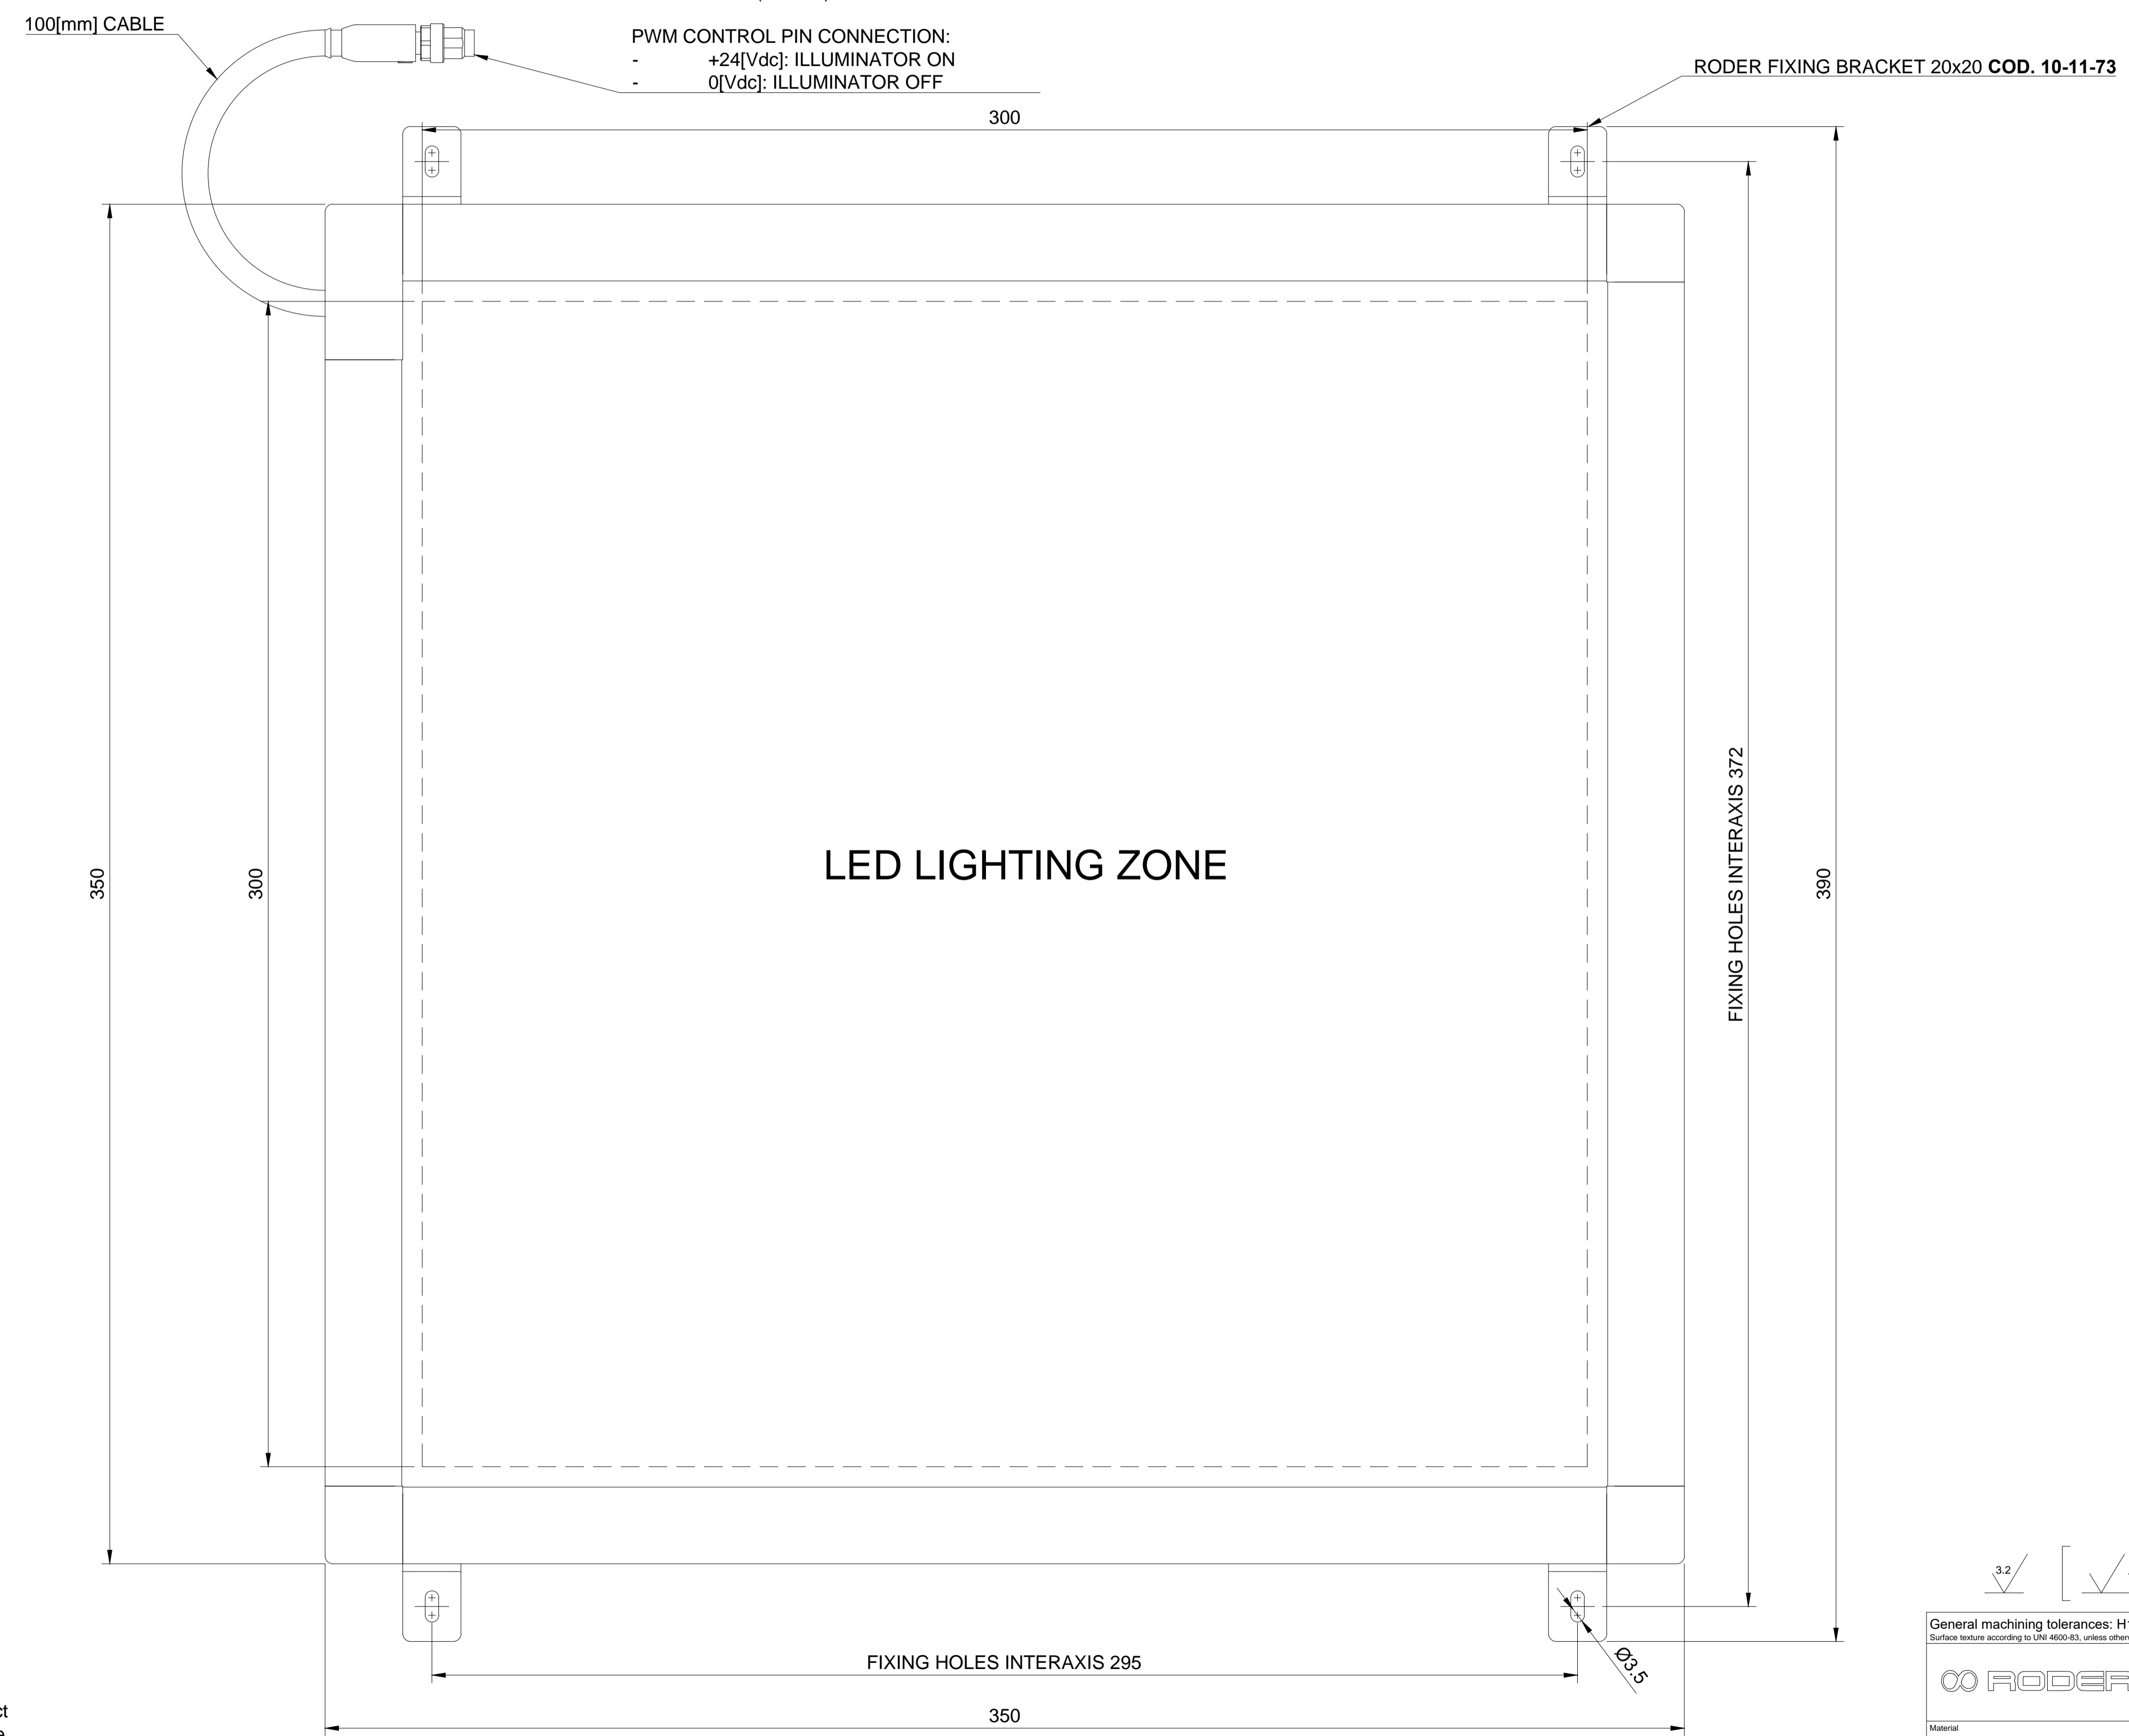 100[mm] CABLE
PWM CONTROL PIN CONNECTION:
- +24[Vdc]: ILLUMINATOR ON
- 0[Vdc]: ILLUMINATOR OFF
RODER FIXING BRACKET 20x20 COD. 10-11-73
300
350
300
LED LIGHTING ZONE
FIXING HOLES INTERAXIS 372
390
FIXING HOLES INTERAXIS 295
Ø3.5
350
3.2
General machining tolerances: H
Surface texture according to UNI 4600-83, unless
RODER
Material